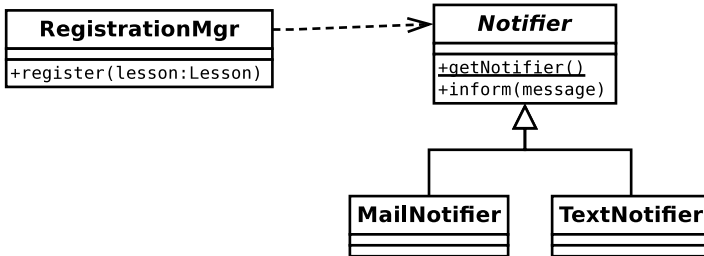 RegistrationMgr
+register(lesson:Lesson)
Notifier
+getNotifier()
+inform(message)
MailNotifier
TextNotifier